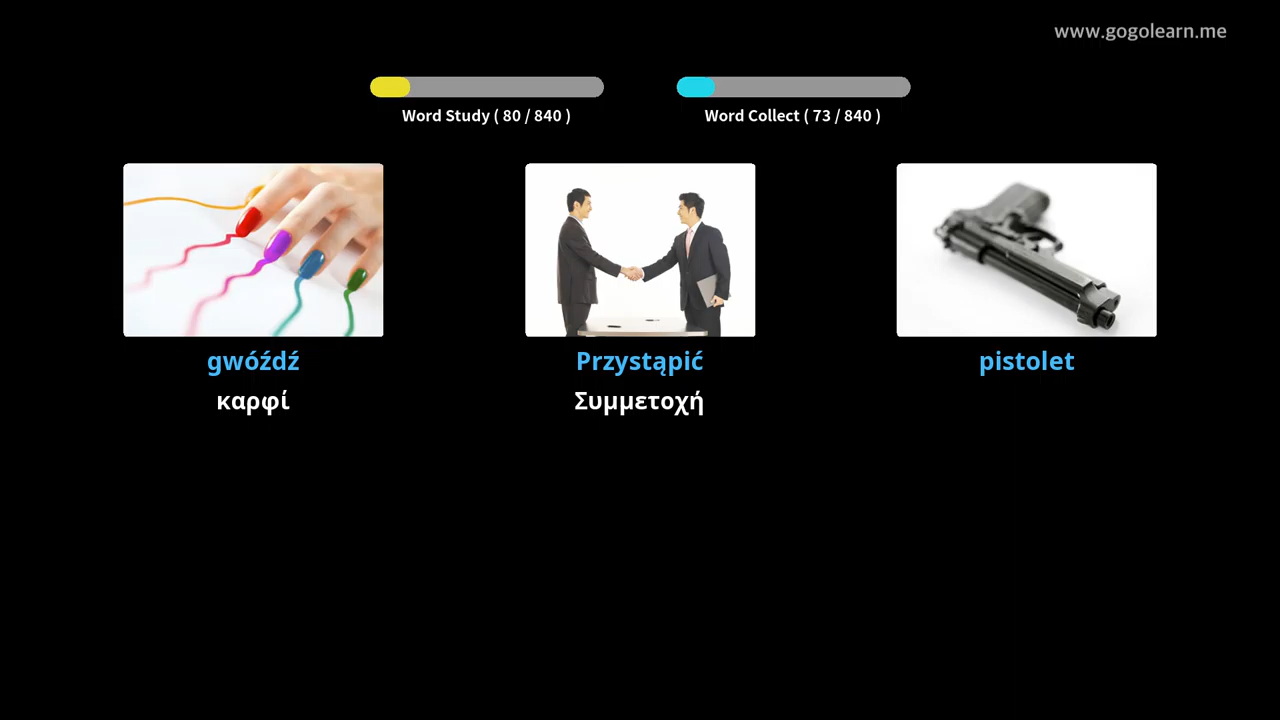 www.gogolearn.me
Word Study ( 80 / 840 )
Word Collect ( 73 / 840 )
gwóźdź
Przystąpić
pistolet
καρφί
Συμμετοχή